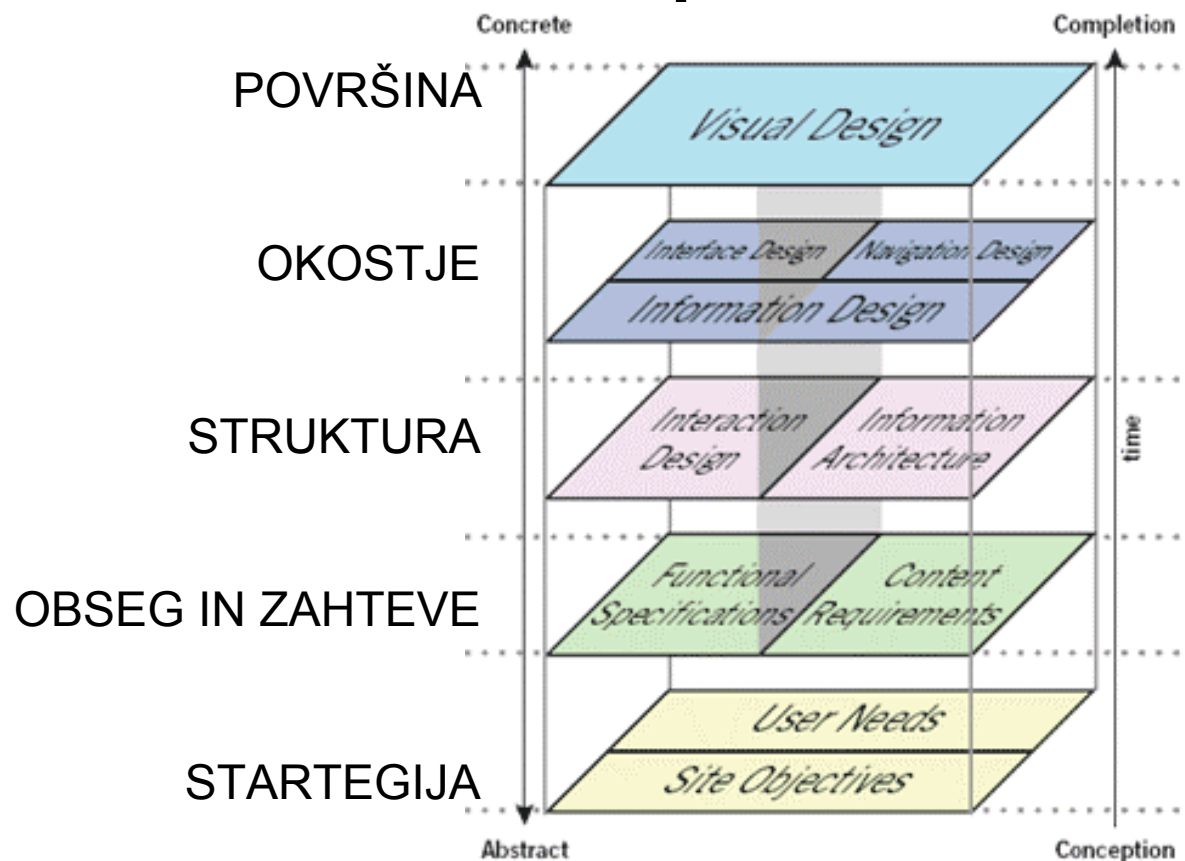 Concrete
Completion
POVRŠINA
Visual Design
OKOSTJE
Interface Design
Navigation Design
Information Design
STRUKTURA
Interaction
Design
Information
Architecture
time
OBSEG IN ZAHTEVE
Functional
Specifications
Content
Requirements
STARTEGIJA
User Needs
Site Objectives
Abstract
Conception